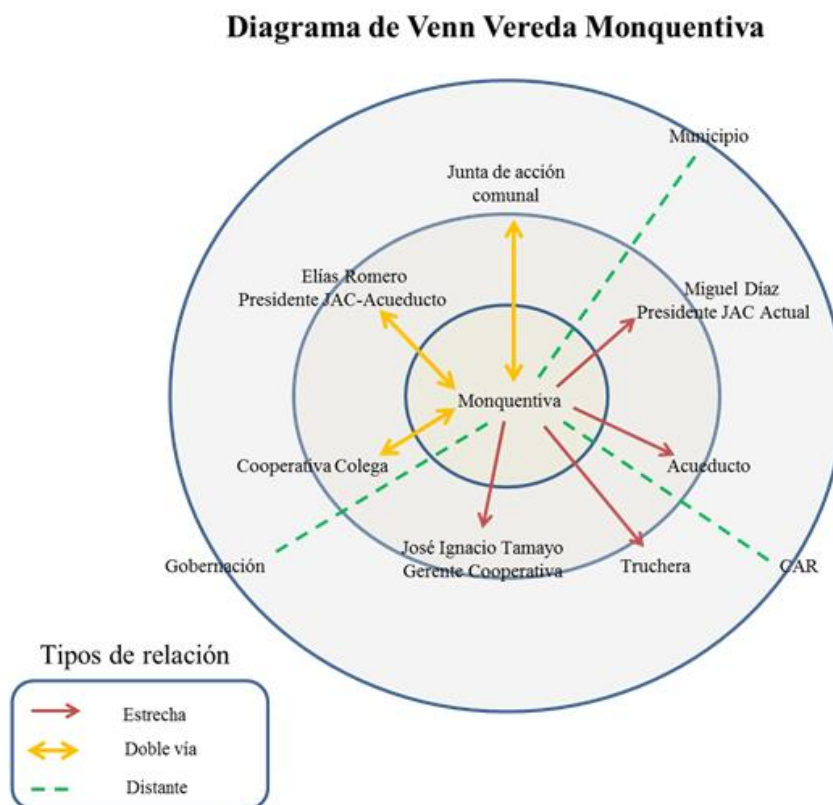 Diagrama de Venn Vereda Monquentiva
Municipio
Junta de acción
comunal
Elías Romero
Presidente JAC-Acueducto
Miguel Díaz
Presidente JAC Actual
Monquentiva
Cooperativa Colega
Acueducto
José Ignacio Tamayo
Gerente Cooperativa
Gobernación
Truchera
CAR
Tipos de relación
Estrecha
Doble vía
Distante